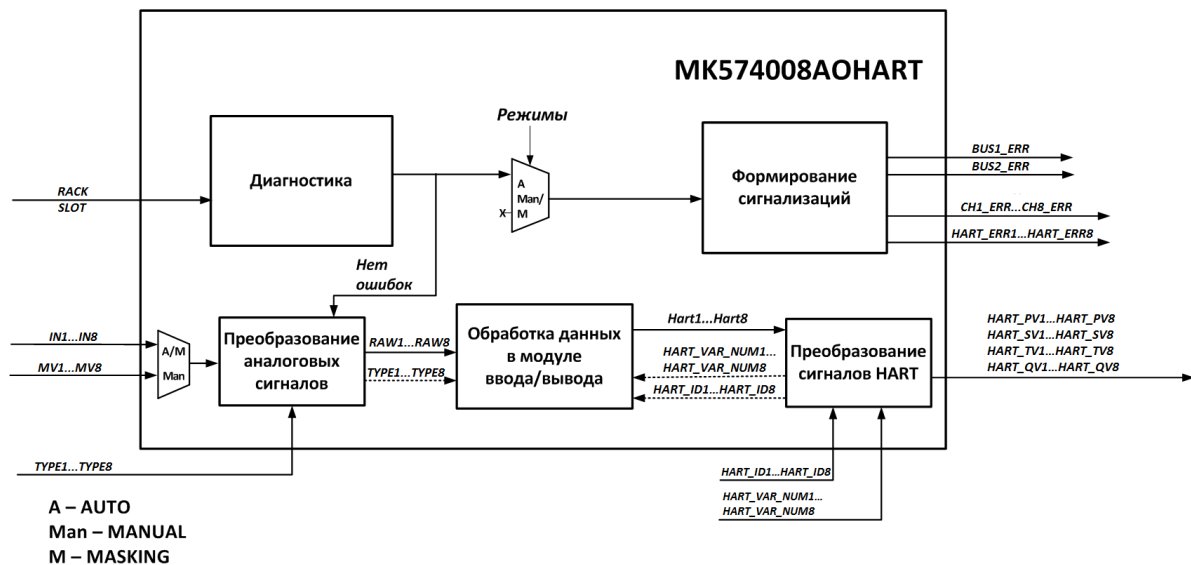 MK574008AOHART
Режимы
Диагностика
A
Man/
X
M
Формирование
сигнализаций
BUS1_ERR
BUS2_ERR
CH1_ERR...CH8_ERR
HART_ERR1...HART_ERR8
RACK
SLOT
Нет
ошибок
IN1...IN8
MV1...MV8
A/M
Man
Преобразование
аналоговых
сигналов
RAW1...RAW8
TYPE1...TYPE8
Обработка данных
в модуле
ввода/вывода
Hart1...Hart8
HART_VAR_NUM1...
HART_VAR_NUM8
HART_ID1...HART_ID8
Преобразование
сигналов HART
HART_PV1...HART_PV8
HART_SV1...HART_SV8
HART_TV1...HART_TV8
HART_QV1...HART_QV8
TYPE1...TYPE8
HART_ID1...HART_ID8
HART_VAR_NUM1...
HART_VAR_NUM8
A – AUTO
Man – MANUAL
M – MASKING